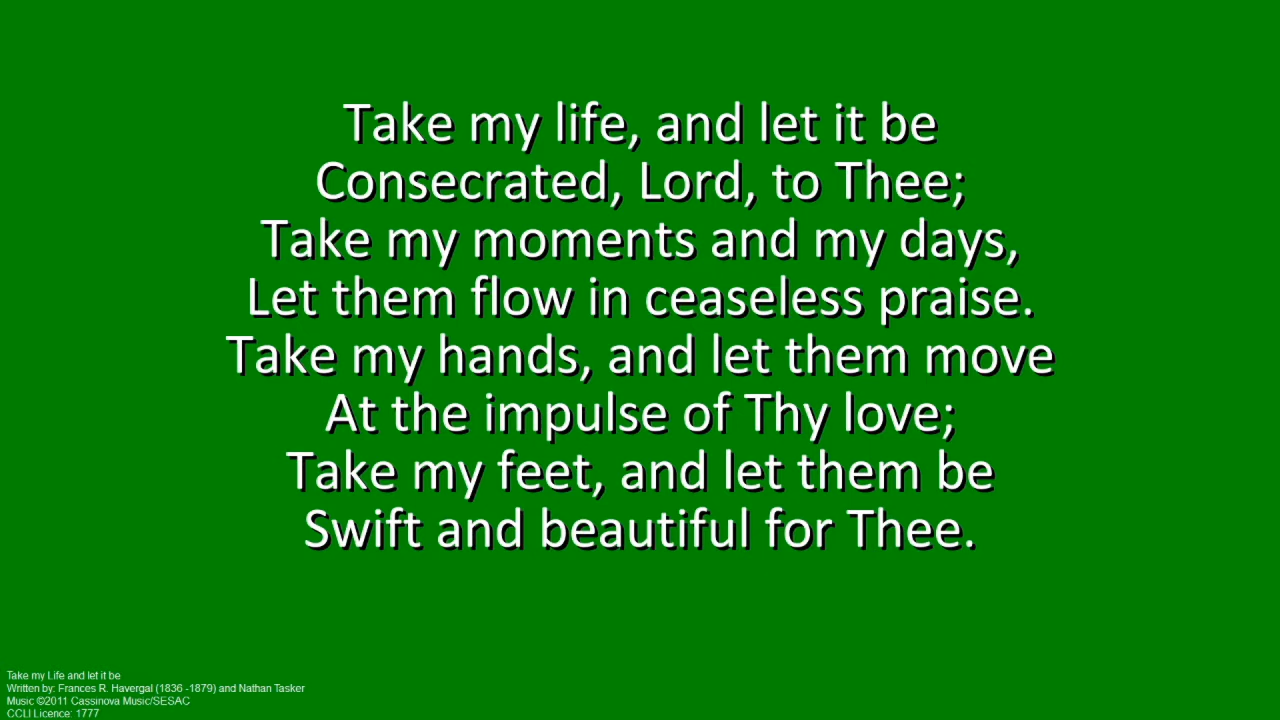 Take my life, and let it be
Consecrated, Lord, to Thee;
Take my moments and my days,
Let them flow in ceaseless praise.
Take my hands, and let them move
At the impulse of Thy love;
Take my feet, and let them be
Swift and beautiful for Thee.
Take my Life and let it be
Written by: Frances R. Havergal (1836 -1879) and Nathan Tasker
Music ©2011 Cassinova Music/SESAC
CCLI Licence: 1777